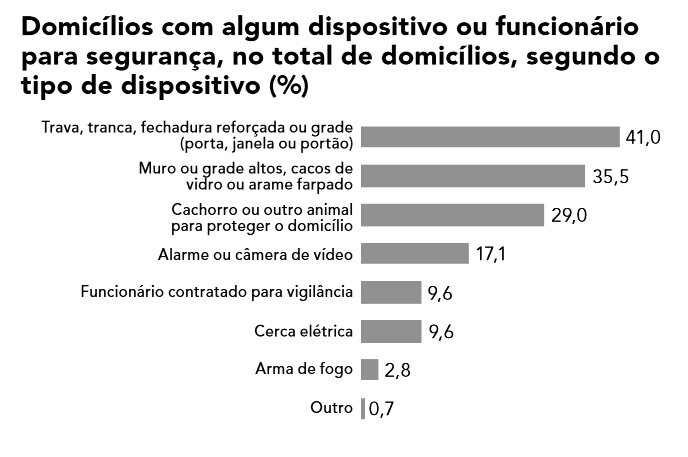 Domicílios com algum dispositivo ou funcionário
para segurança, no total de domicílios, segundo o
tipo de dispositivo (%)
Trava, tranca, fechadura reforçada ou grade
(porta, janela ou portão)
41,0
Muro ou grade altos, cacos de
vidro ou arame farpado
35,5
Cachorro ou outro animal
para proteger o domicílio
29,0
Alarme ou câmera de vídeo
17,1
Funcionário contratado para vigilância
9,6
Cerca elétrica
9,6
Arma de fogo
2,8
Outro
0,7